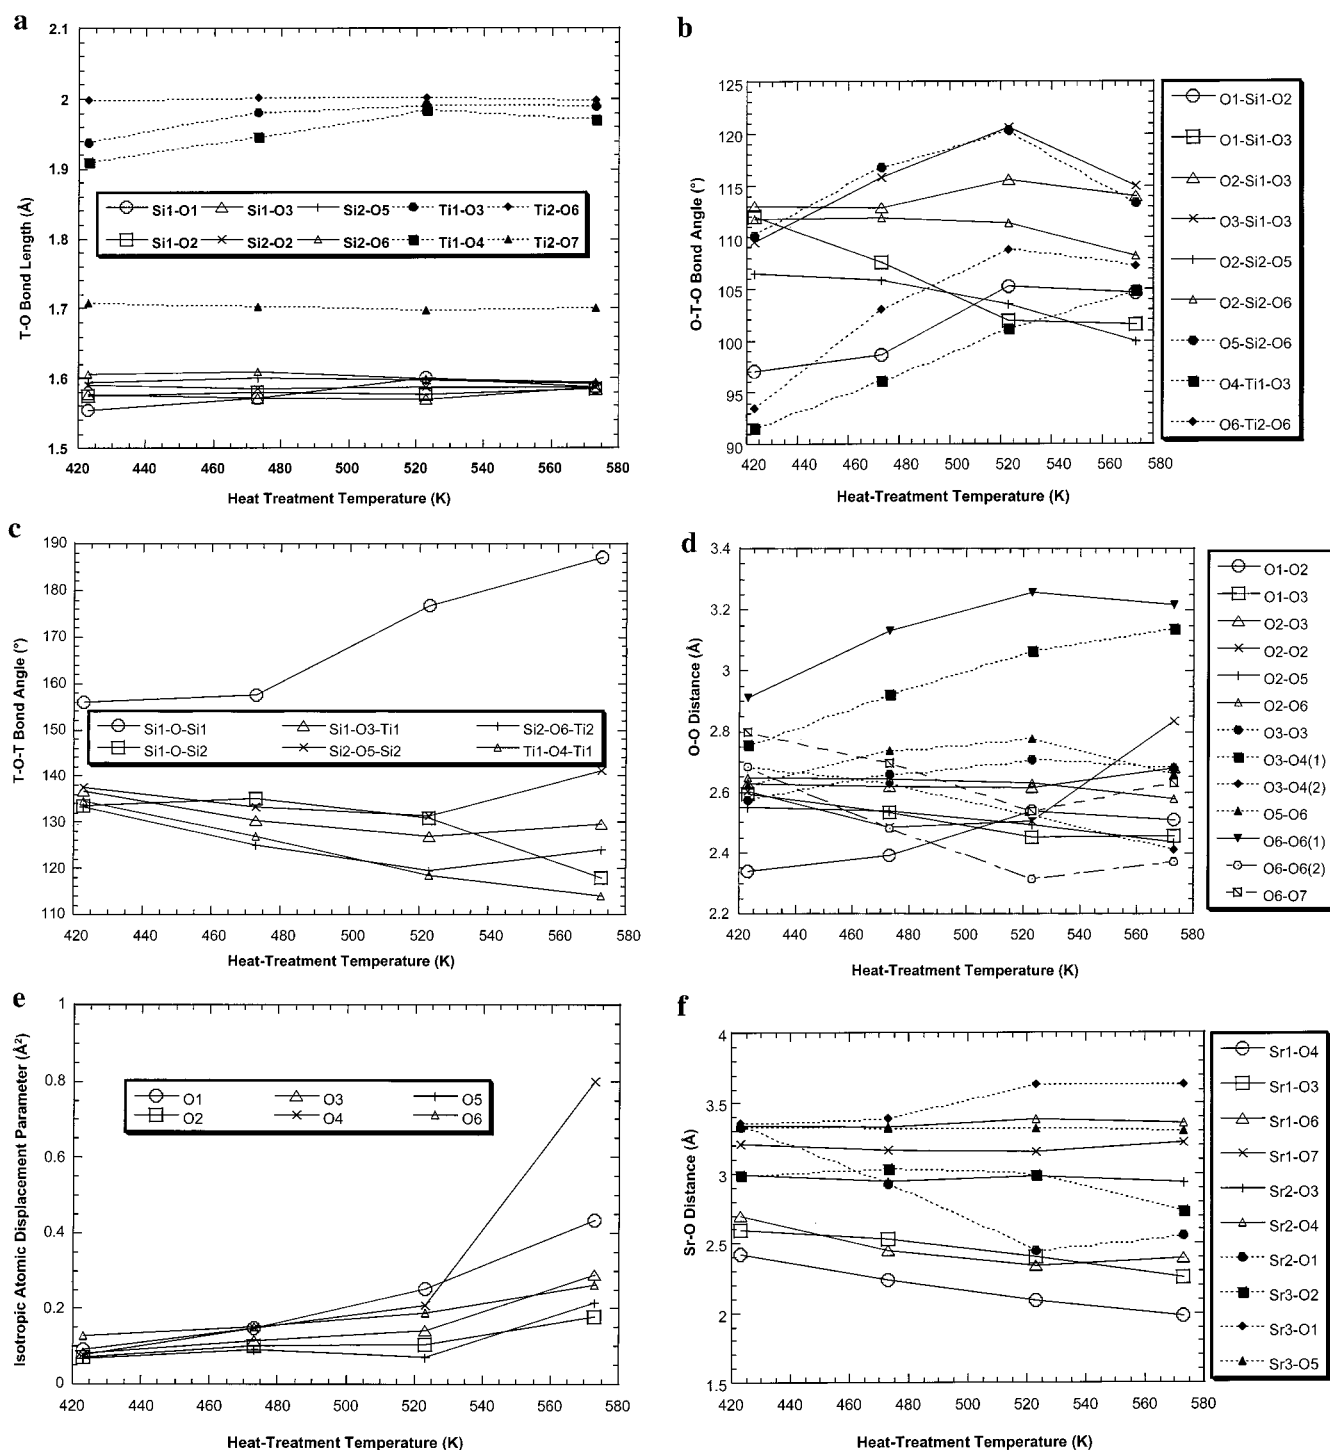 a
2.1
2
1.9
1.8
1.7
1.6
1.5
T-O Bond Length (Å)
Si1-O1 Si1-O3 Si2-O5 Ti1-O3 Ti2-O6
Si1-O2 Si2-O2 Si2-O6 Ti1-O4 Ti2-O7
420 440 460 480 500 520 540 560 580
Heat Treatment Temperature (K)
b
125
120
115
110
105
100
95
90
O-T-O Bond Angle (°)
420 440 460 480 500 520 540 560 580
Heat-Treatment Temperature (K)
O1-Si1-O2
O1-Si1-O3
O2-Si1-O3
O3-Si1-O3
O2-Si2-O5
O2-Si2-O6
O5-Si2-O6
O4-Ti1-O3
O6-Ti2-O6
c
190
180
170
160
150
140
130
120
110
T-O-T Bond Angle (°)
Si1-O-Si1 Si1-O3-Ti1 Si2-O6-Ti2
Si1-O-Si2 Si2-O5-Si2 Ti1-O4-Ti1
420 440 460 480 500 520 540 560 580
Heat-Treatment Temperature (K)
d
3.4
3.2
3
2.8
2.6
2.4
2.2
O-O Distance (Å)
420 440 460 480 500 520 540 560 580
Heat-Treatment Temperature (K)
O1-O2
O1-O3
O2-O3
O2-O2
O2-O5
O2-O6
O3-O3
O3-O4(1)
O3-O4(2)
O5-O6
O6-O6(1)
O6-O6(2)
O6-O7
e
1
0.8
0.6
0.4
0.2
0
Isotropic Atomic Displacement Parameter (Å²)
O1 O3 O5
O2 O4 O6
420 440 460 480 500 520 540 560 580
Heat-Treatment Temperature (K)
f
4
3.5
3
2.5
2
1.5
Sr-O Distance (Å)
420 440 460 480 500 520 540 560 580
Heat-Treatment Temperature (K)
Sr1-O4
Sr1-O3
Sr1-O6
Sr1-O7
Sr2-O3
Sr2-O4
Sr2-O1
Sr3-O2
Sr3-O1
Sr3-O5